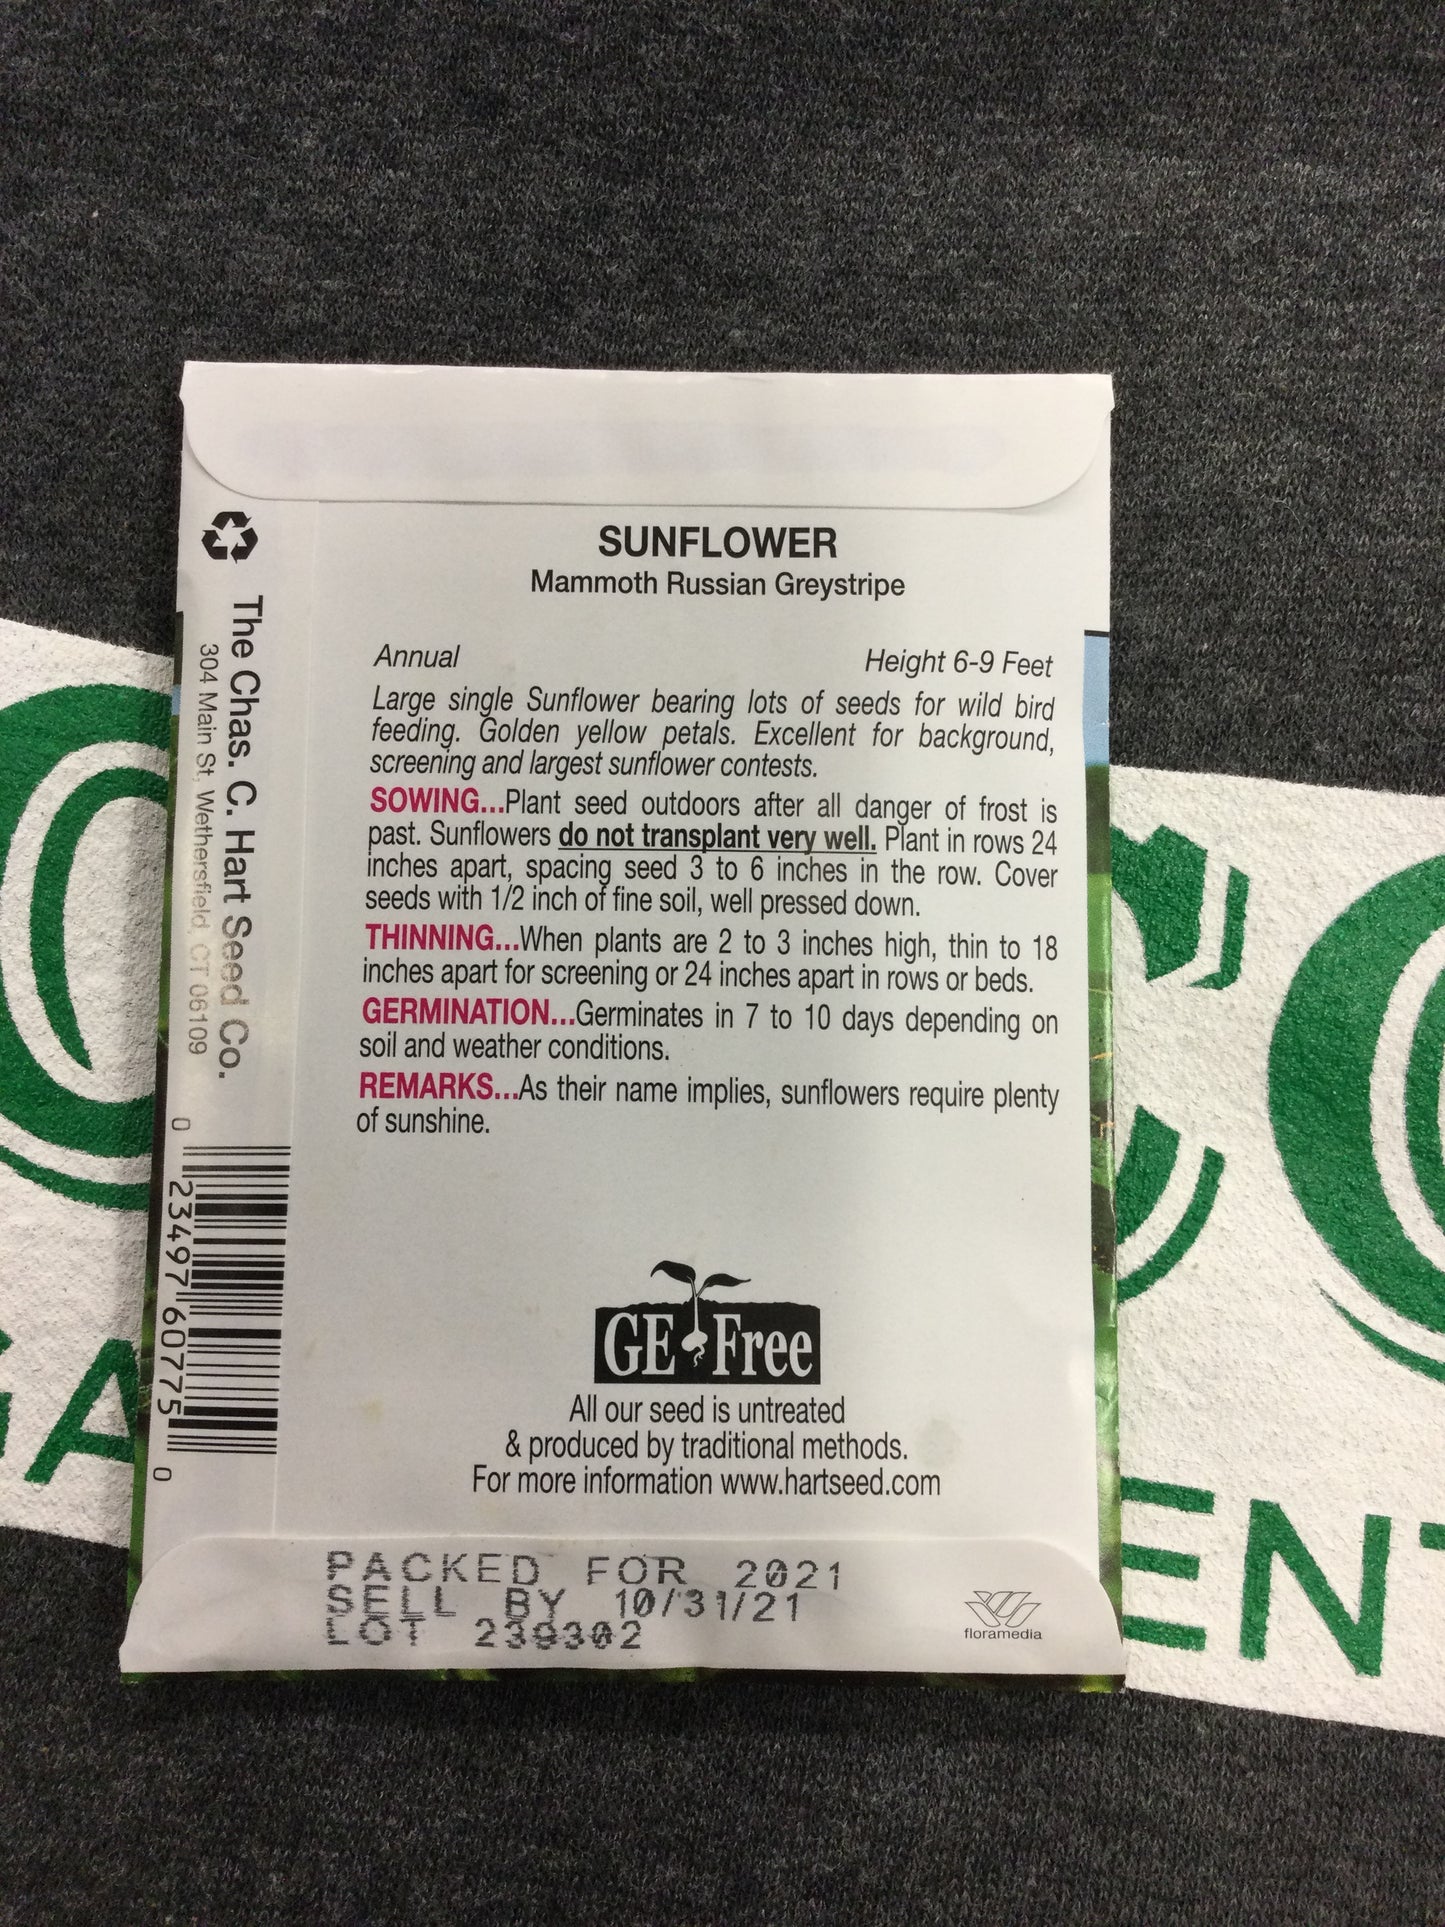 SUNFLOWER
Mammoth Russian Greystripe
Annual
Height 6-9 Feet
Large single Sunflower bearing lots of seeds for wild bird
feeding. Golden yellow petals. Excellent for background,
screening and largest sunflower contests.
SOWING...Plant seed outdoors after all danger of frost is
past. Sunflowers do not transplant very well. Plant in rows 24
inches apart, spacing seed 3 to 6 inches in the row. Cover
seeds with 1/2 inch of fine soil, well pressed down.
THINNING...When plants are 2 to 3 inches high, thin to 18
inches apart for screening or 24 inches apart in rows or beds.
GERMINATION...Germinates in 7 to 10 days depending on
soil and weather conditions.
REMARKS...As their name implies, sunflowers require plenty
of sunshine.
GE Free
All our seed is untreated
& produced by traditional methods.
For more information www.hartseed.com
PACKED FOR 2021
SELL BY 10/31/21
LOT 239302
floramedia
The Chas. C. Hart Seed Co.
304 Main St, Wethersfield, CT 06109
0 23497 60775 0
GA
ENT